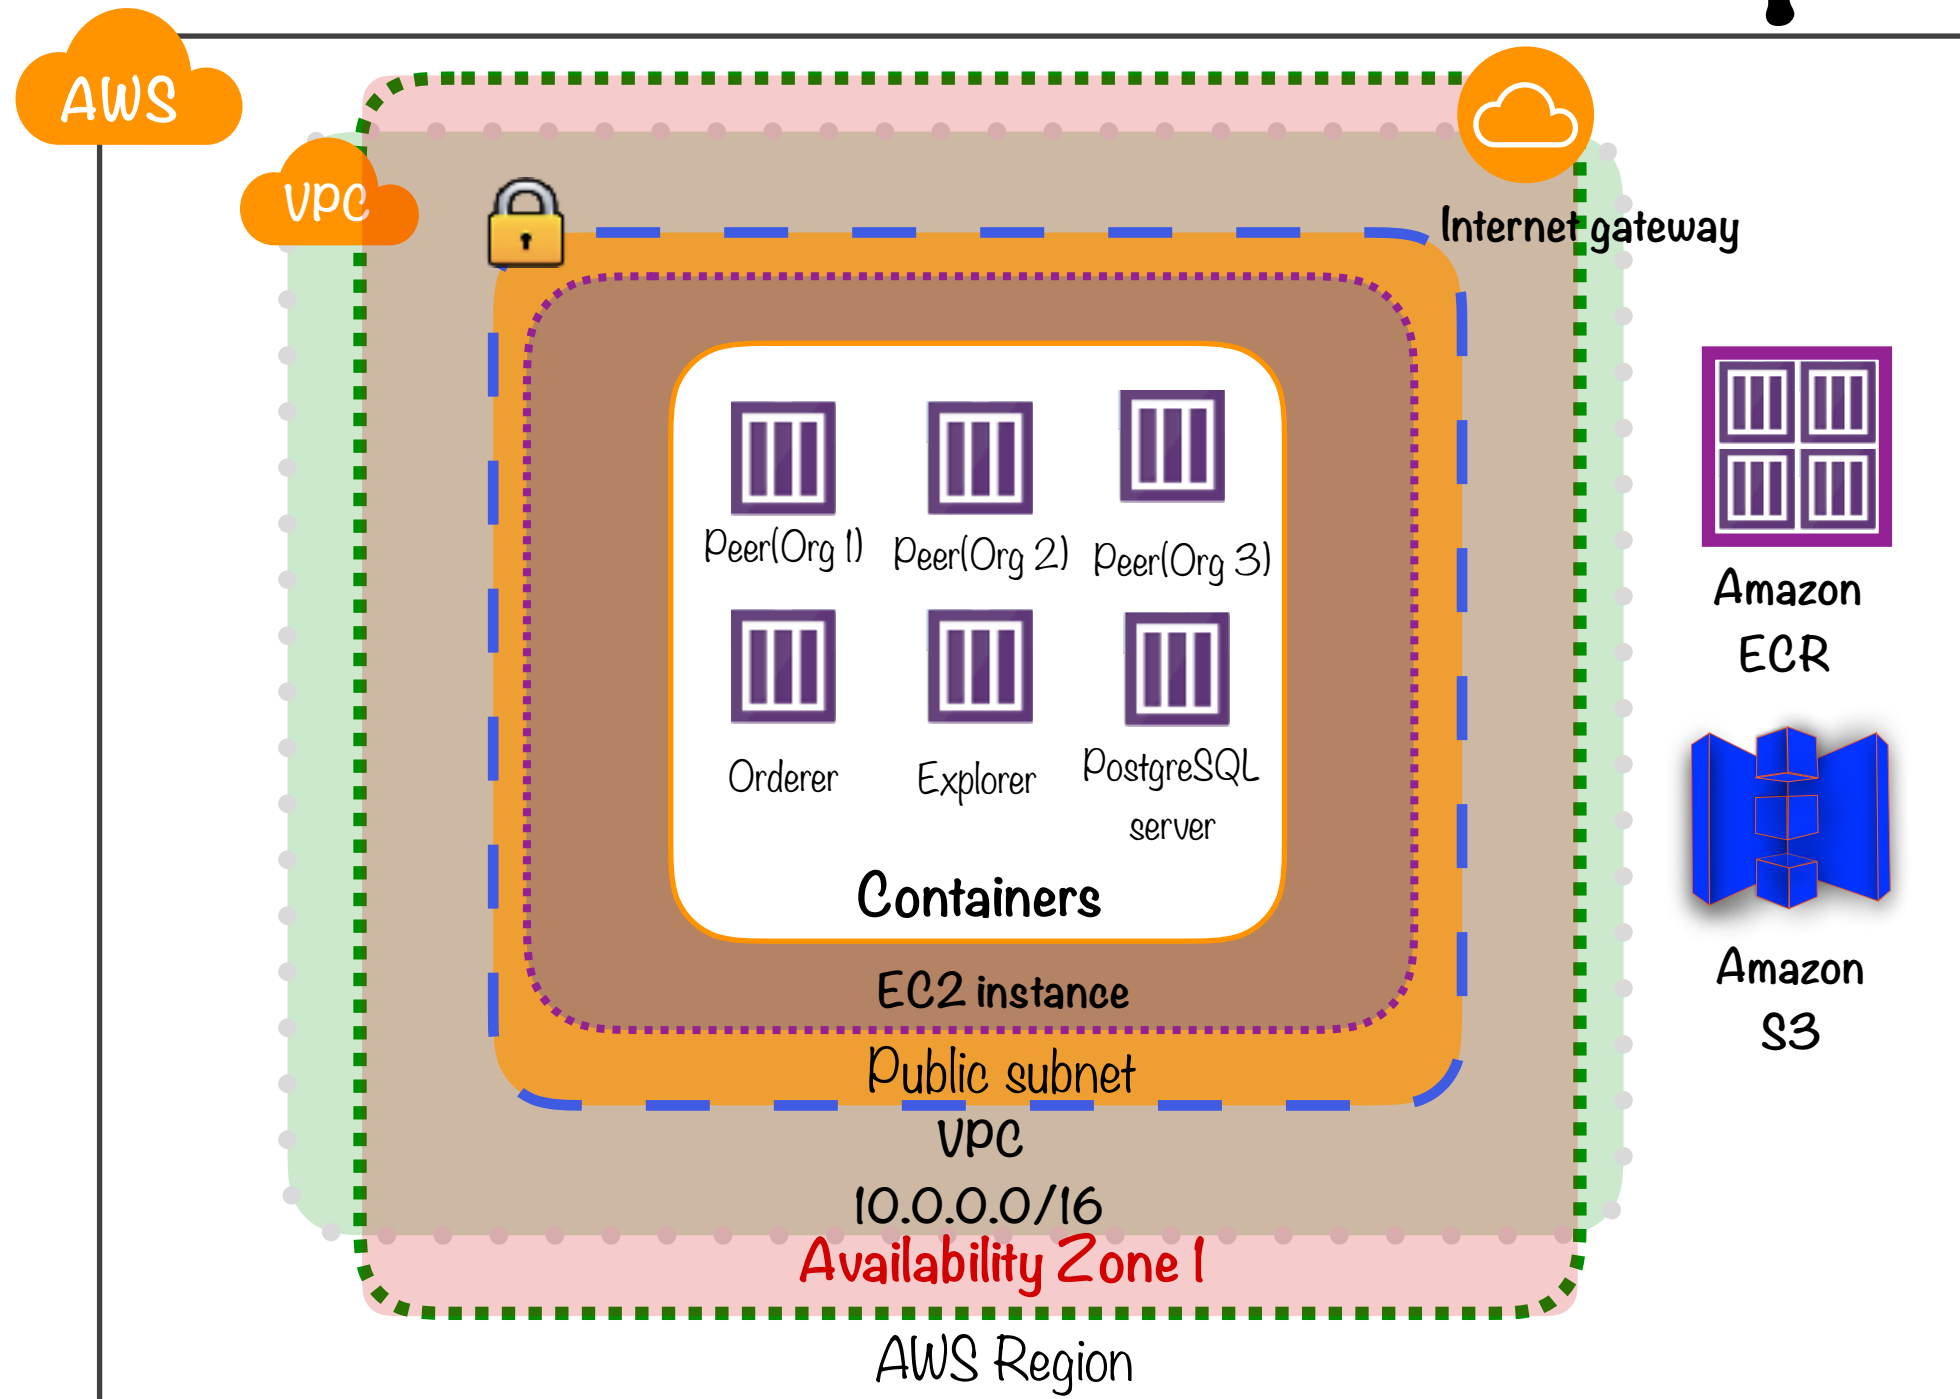 AWS
VPC
Internet gateway
Peer(Org 1)
Peer(Org 2)
Peer(Org 3)
Orderer
Explorer
PostgreSQL
server
Containers
EC2 instance
Public subnet
VPC
10.0.0.0/16
Availability Zone 1
AWS Region
Amazon
ECR
Amazon
S3